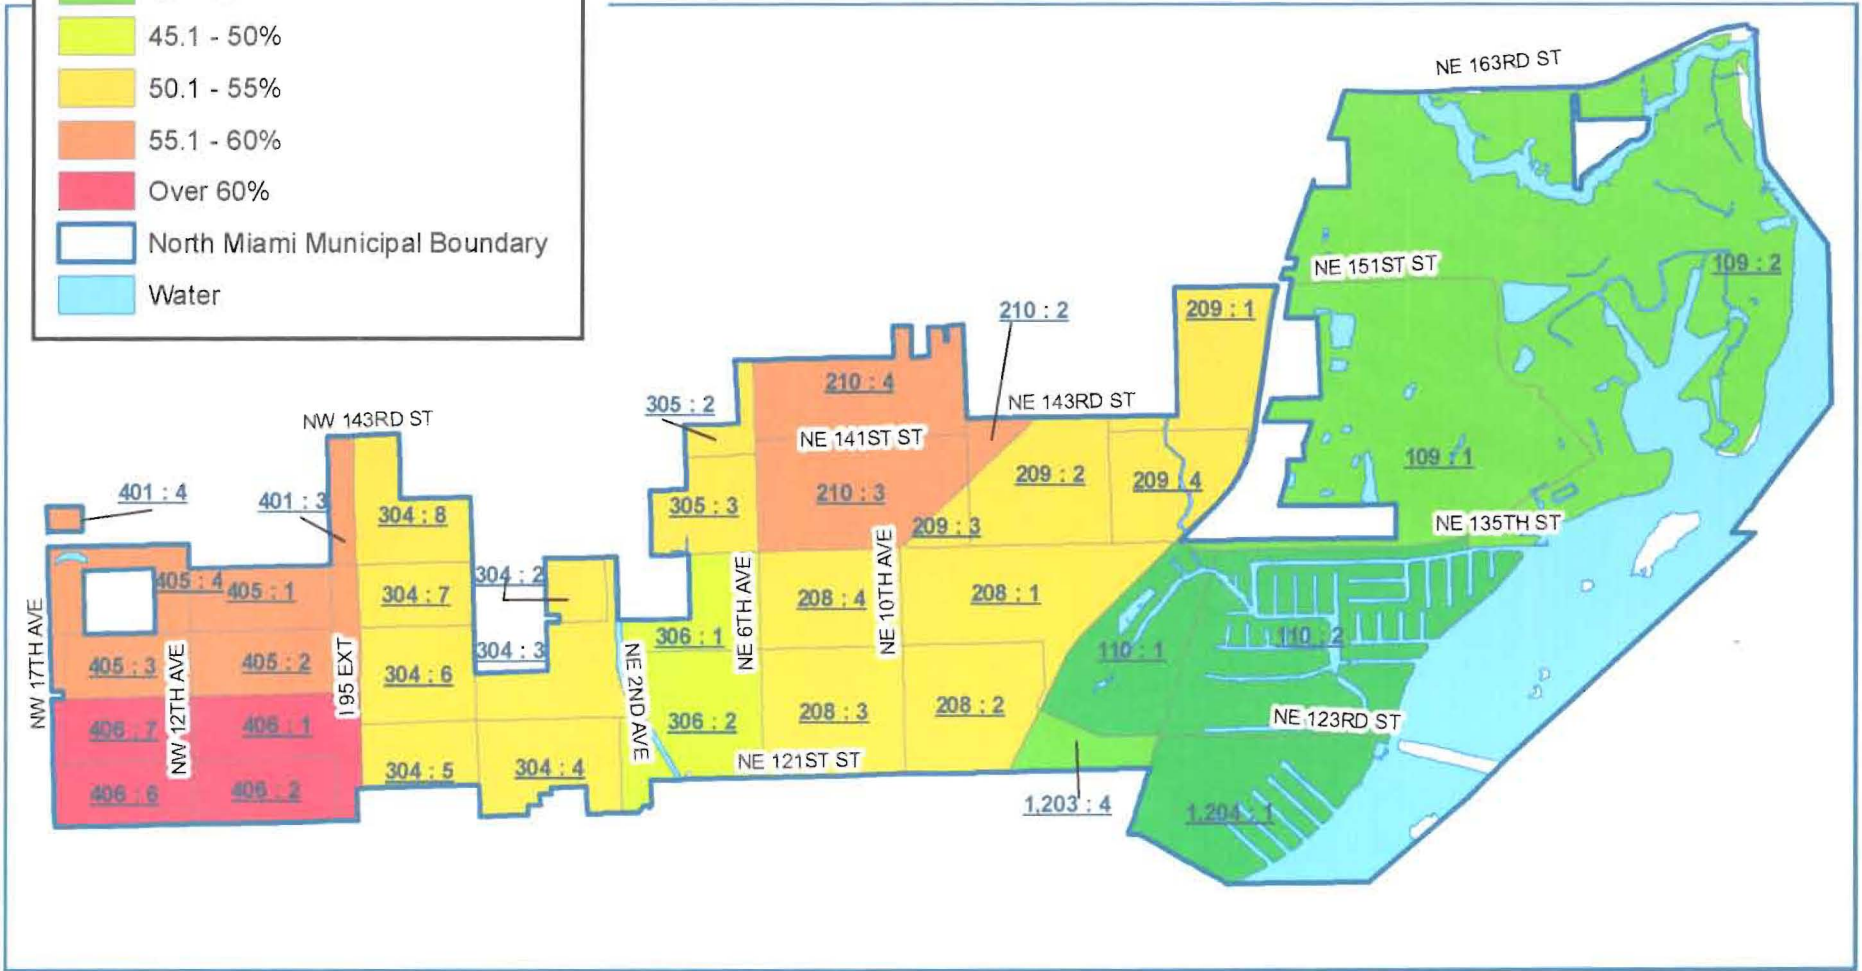 45.1 - 50%
50.1 - 55%
55.1 - 60%
Over 60%
North Miami Municipal Boundary
Water
NE 163RD ST
NE 151ST ST
109 : 2
210 : 2
209 : 1
210 : 4
305 : 2
NE 143RD ST
NW 143RD ST
NE 141ST ST
109 : 1
209 : 2
209 : 4
401 : 4
401 : 3
210 : 3
305 : 3
304 : 8
209 : 3
NE 135TH ST
304 : 2
405 : 4
405 : 1
304 : 7
208 : 4
208 : 1
NW 17TH AVE
NE 6TH AVE
NE 10TH AVE
306 : 1
110 : 2
304 : 3
110 : 1
405 : 3
405 : 2
304 : 6
I 95 EXT
NW 12TH AVE
NE 2ND AVE
208 : 3
208 : 2
306 : 2
NE 123RD ST
406 : 7
406 : 1
NE 121ST ST
304 : 5
304 : 4
406 : 6
406 : 2
1,203 : 4
1,204 : 1